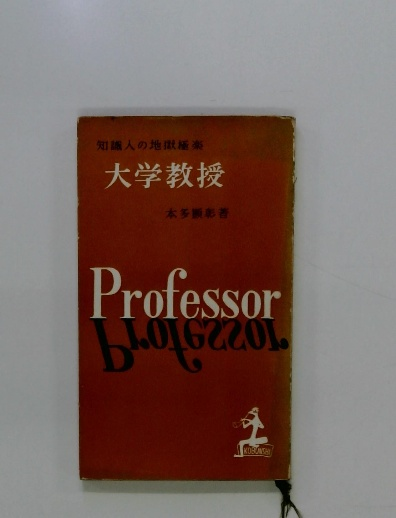 知識人の地獄極楽
大学教授
本多顕彰著
Professor
Professor
KOBUNSHA